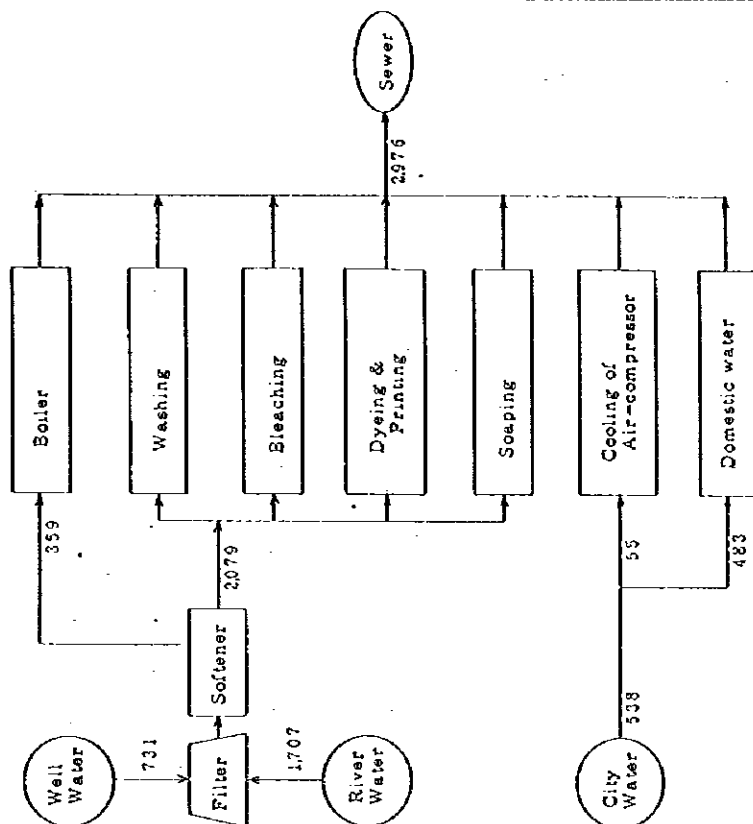 Well
Water
731
Filter
1,707
River
Water
Softener
359
2,079
Boiler
Washing
Bleaching
Dyeing &
Printing
Soaping
City
Water
538
55
483
Cooling of
Air-compressor
Domestic water
2,976
Sewer